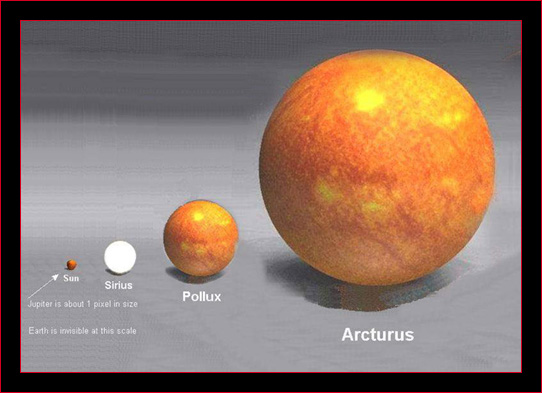 Sun
Sirius
Pollux
Jupiter is about 1 pixel in size
Earth is invisible at this scale
Arcturus